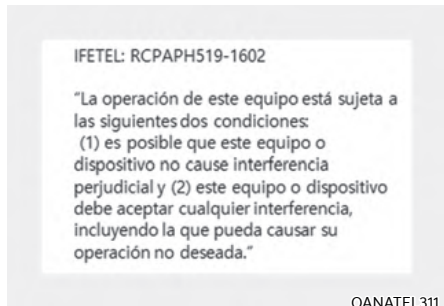 IFETEL: RCPAPH519-1602
"La operación de este equipo está sujeta a
las siguientes dos condiciones:
(1) es posible que este equipo o
dispositivo no cause interferencia
perjudicial y (2) este equipo o dispositivo
debe aceptar cualquier interferencia,
incluyendo la que pueda causar su
operación no deseada."
OANATEL311